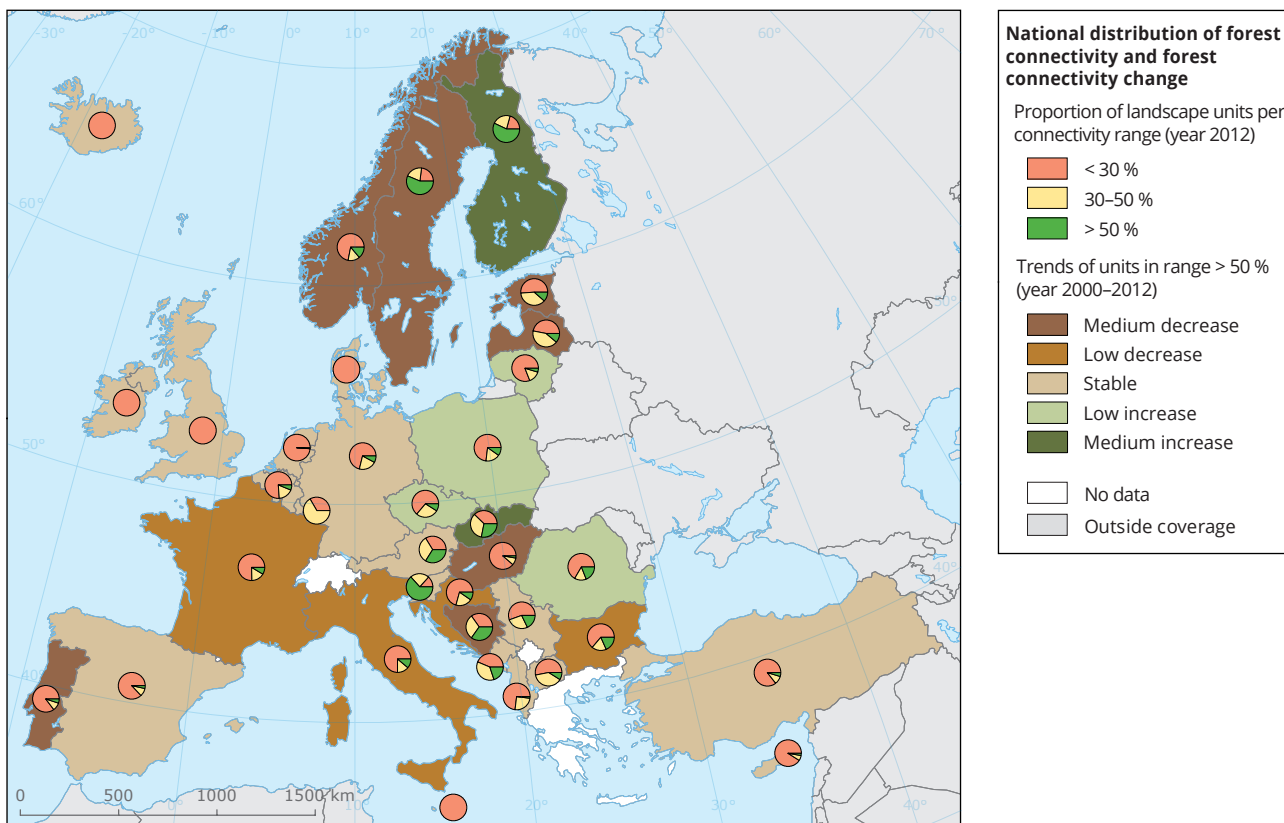 -30°
-20°
-10°
0°
10°
20°
30°
40°
50°
60°
70°
60°
50°
50°
40°
40°
0
500
1000
1500 km
0°
10°
20°
30°
40°
National distribution of forest
connectivity and forest
connectivity change
Proportion of landscape units per
connectivity range (year 2012)
< 30 %
30–50 %
> 50 %
Trends of units in range > 50 %
(year 2000–2012)
Medium decrease
Low decrease
Stable
Low increase
Medium increase
No data
Outside coverage